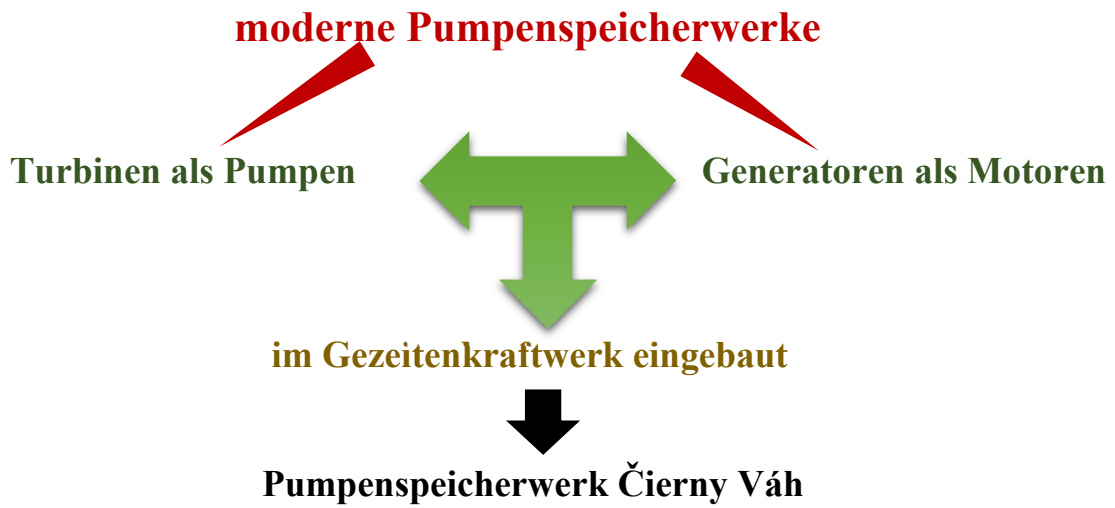 moderne Pumpenspeicherwerke
Turbinen als Pumpen
Generatoren als Motoren
im Gezeitenkraftwerk eingebaut
Pumpenspeicherwerk Čierny Váh